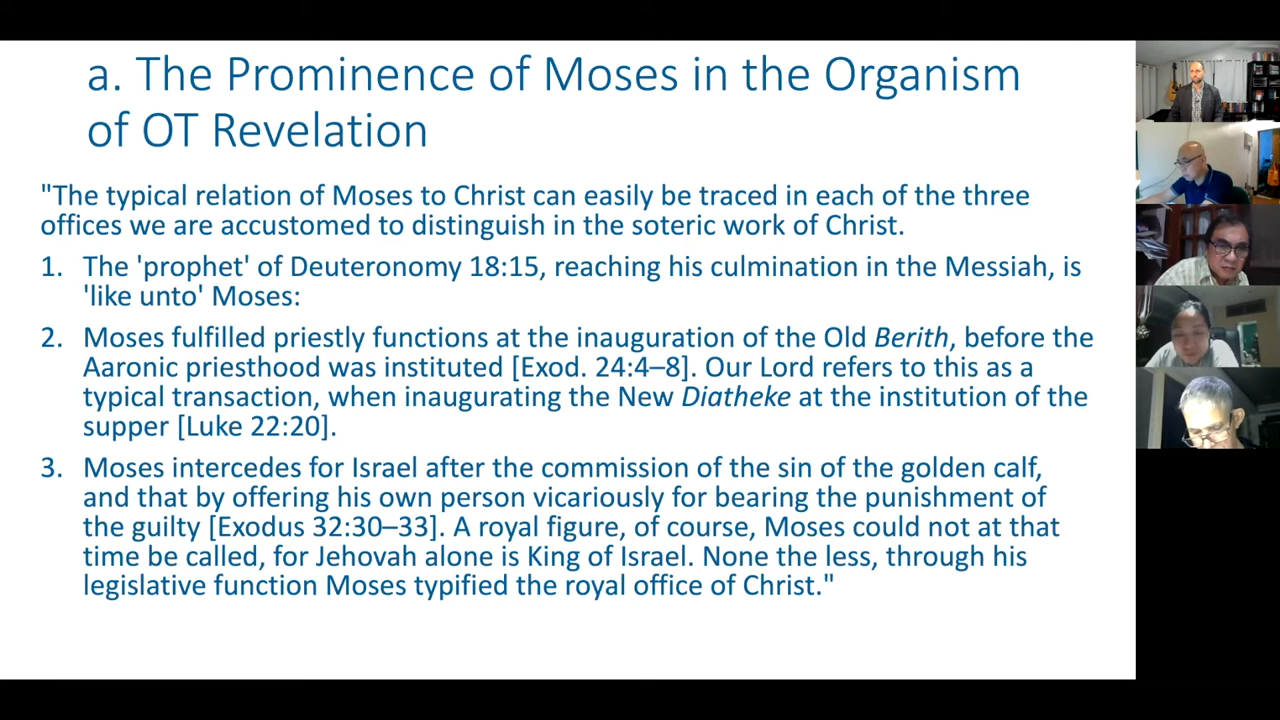 a. The Prominence of Moses in the Organism
of OT Revelation
"The typical relation of Moses to Christ can easily be traced in each of the three
offices we are accustomed to distinguish in the soteric work of Christ.
1. The 'prophet' of Deuteronomy 18:15, reaching his culmination in the Messiah, is
'like unto' Moses:
2. Moses fulfilled priestly functions at the inauguration of the Old Berith, before the
Aaronic priesthood was instituted [Exod. 24:4–8]. Our Lord refers to this as a
typical transaction, when inaugurating the New Diatheke at the institution of the
supper [Luke 22:20].
3. Moses intercedes for Israel after the commission of the sin of the golden calf,
and that by offering his own person vicariously for bearing the punishment of
the guilty [Exodus 32:30–33]. A royal figure, of course, Moses could not at that
time be called, for Jehovah alone is King of Israel. None the less, through his
legislative function Moses typified the royal office of Christ."